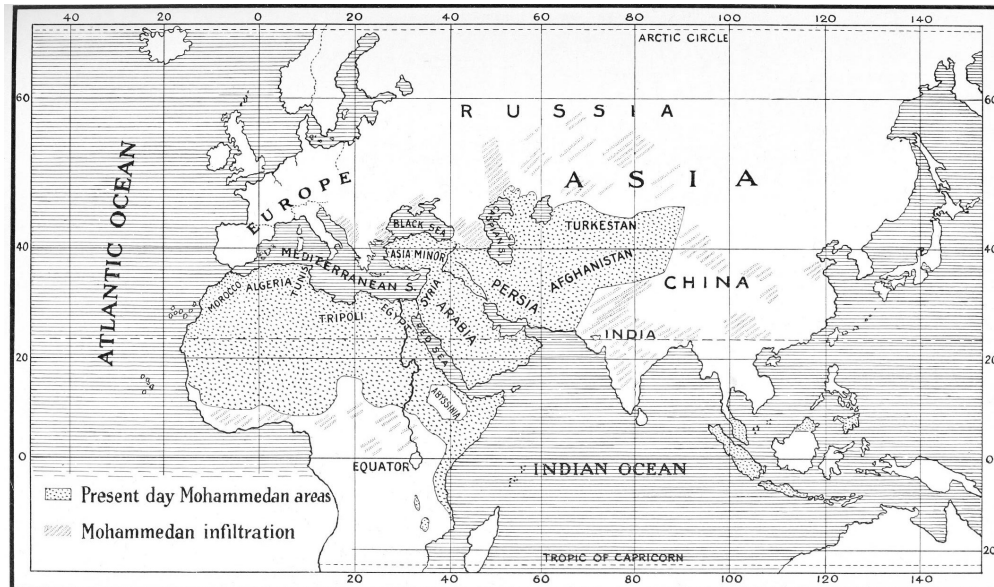 40 20 0 20 40 60 80 100 120 140
ARCTIC CIRCLE
60 60
RUSSIA
ATLANTIC OCEAN
EUROPE
ASIA
BLACK SEA
CASPIAN S.
TURKESTAN
40 40
ASIA MINOR
MEDITERRANEAN S.
AFGHANISTAN
CHINA
PERSIA
SYRIA
MOROCCO
ALGERIA
TUNIS
TRIPOLI
EGYPT
ARABIA
INDIA
RED SEA
20 20
ABYSSINIA
0 EQUATOR 0
INDIAN OCEAN
Present day Mohammedan areas
Mohammedan infiltration
TROPIC OF CAPRICORN
20
20 40 60 80 100 120 140